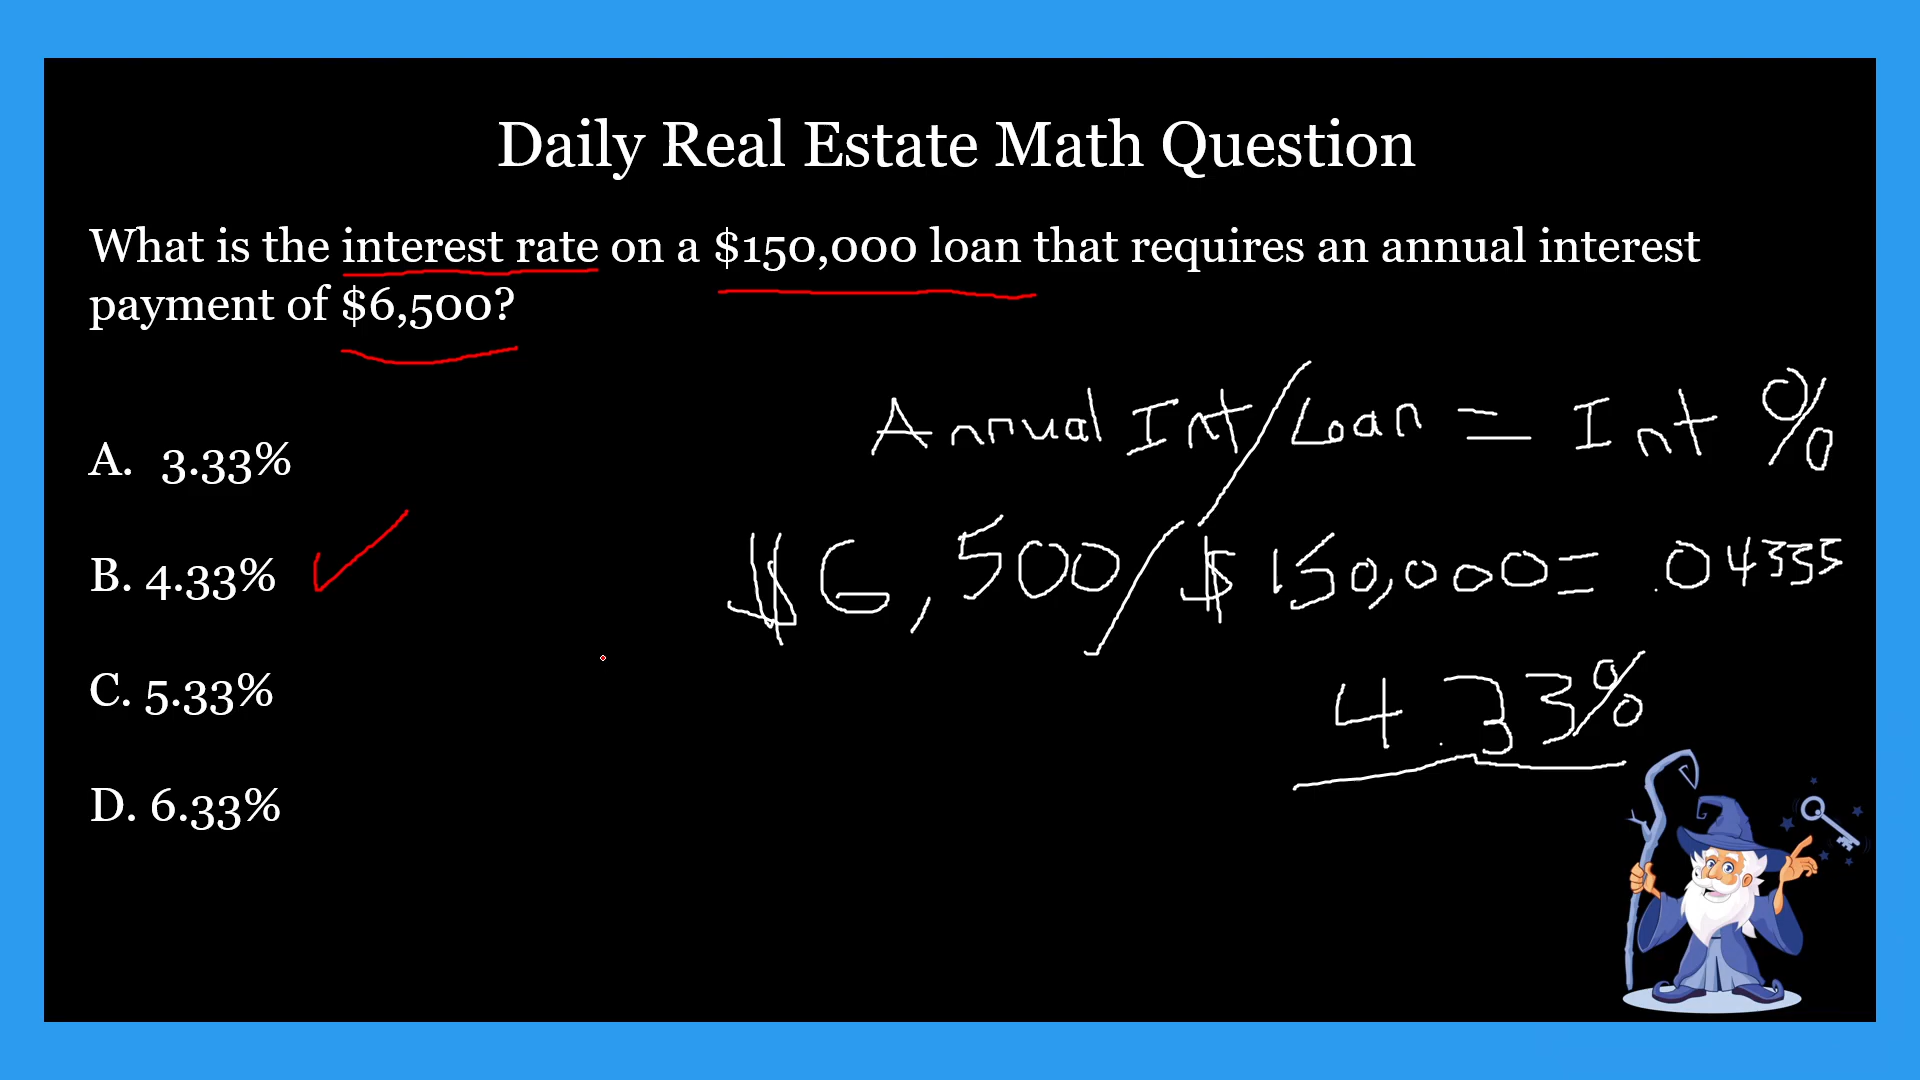 Daily Real Estate Math Question
What is the interest rate on a $150,000 loan that requires an annual interest
payment of $6,500?
Annual Int/Loan = Int %
A. 3.33%
$6,500/$150,000= .04335
B. 4.33%
4.33%
C. 5.33%
D. 6.33%